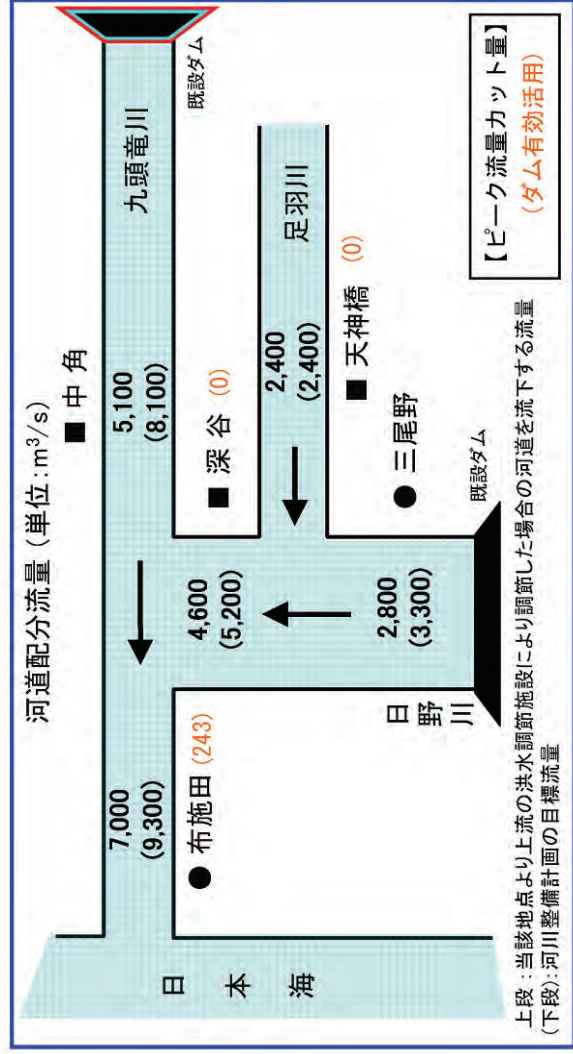 河道配分流量 (単位:m³/s)
■ 中角
九頭竜川
既設ダム
5,100
(8,100)
7,000
(9,300)
● 布施田 (243)
■ 深谷 (0)
4,600
(5,200)
足羽川
2,400
(2,400)
■ 天神橋 (0)
● 三尾野
2,800
(3,300)
日野川
既設ダム
日本海
【ピーク流量カット量】
(ダム有効活用)
上段:当該地点より上流の洪水調節施設により調節した場合の河道を流下する流量
(下段):河川整備計画の目標流量